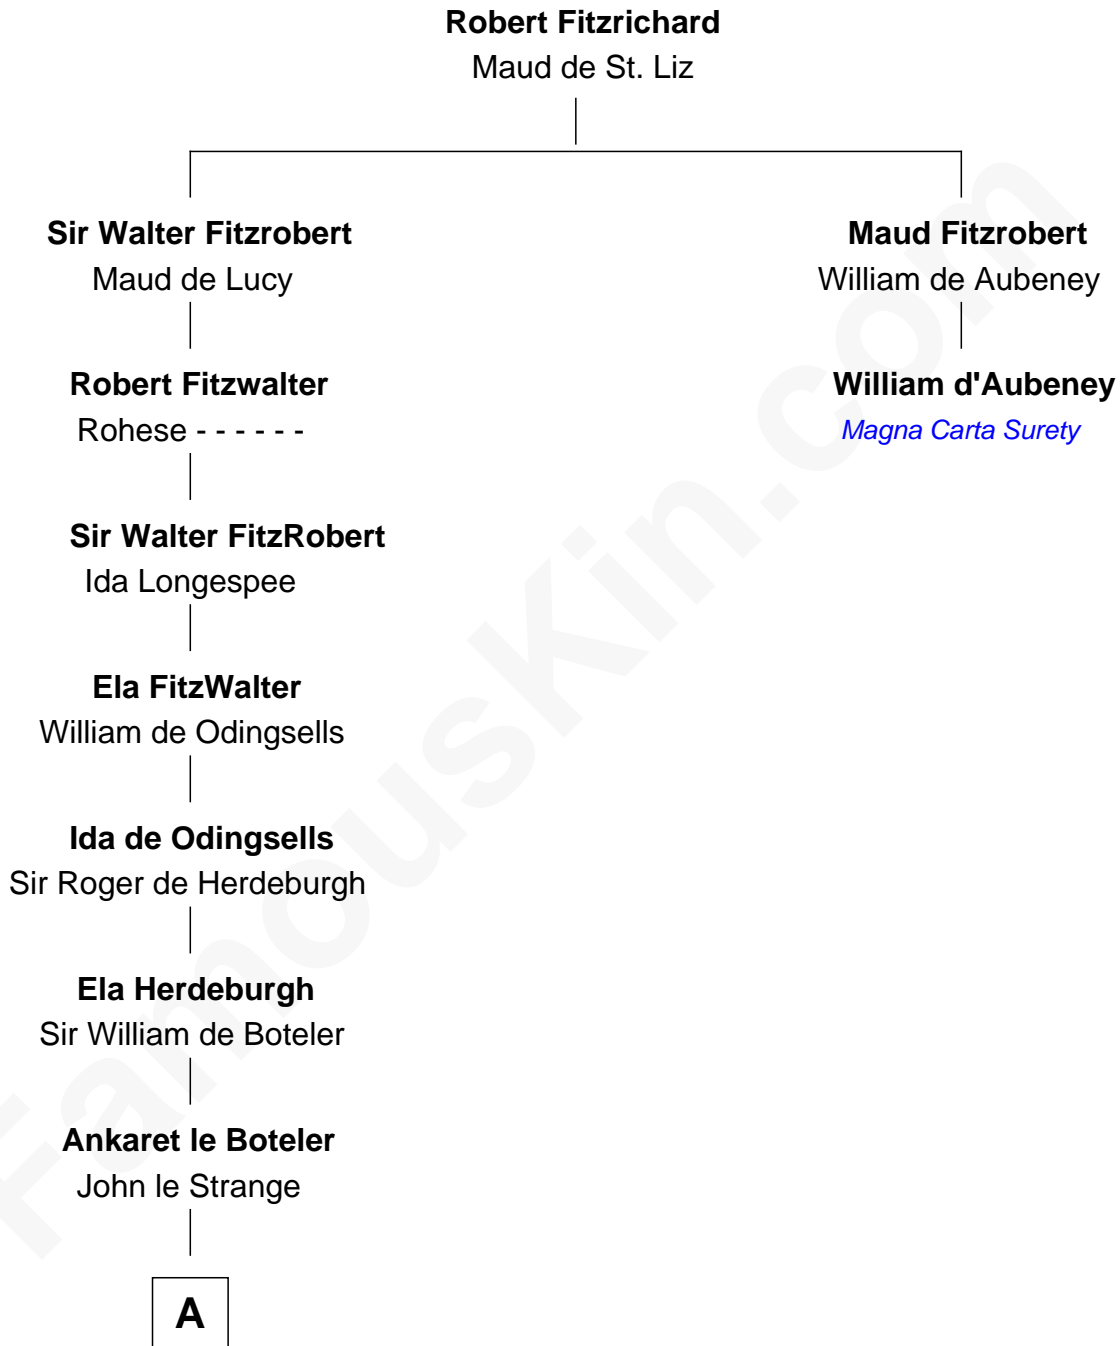 Robert Fitzrichard
Maud de St. Liz
Sir Walter Fitzrobert
Maud de Lucy
Maud Fitzrobert
William de Aubeney
Robert Fitzwalter
Rohese - - - - - -
William d'Aubeney
Magna Carta Surety
Sir Walter FitzRobert
Ida Longespee
Ela FitzWalter
William de Odingsells
Ida de Odingsells
Sir Roger de Herdeburgh
Ela Herdeburgh
Sir William de Boteler
Ankaret le Boteler
John le Strange
A
FamousKin.com